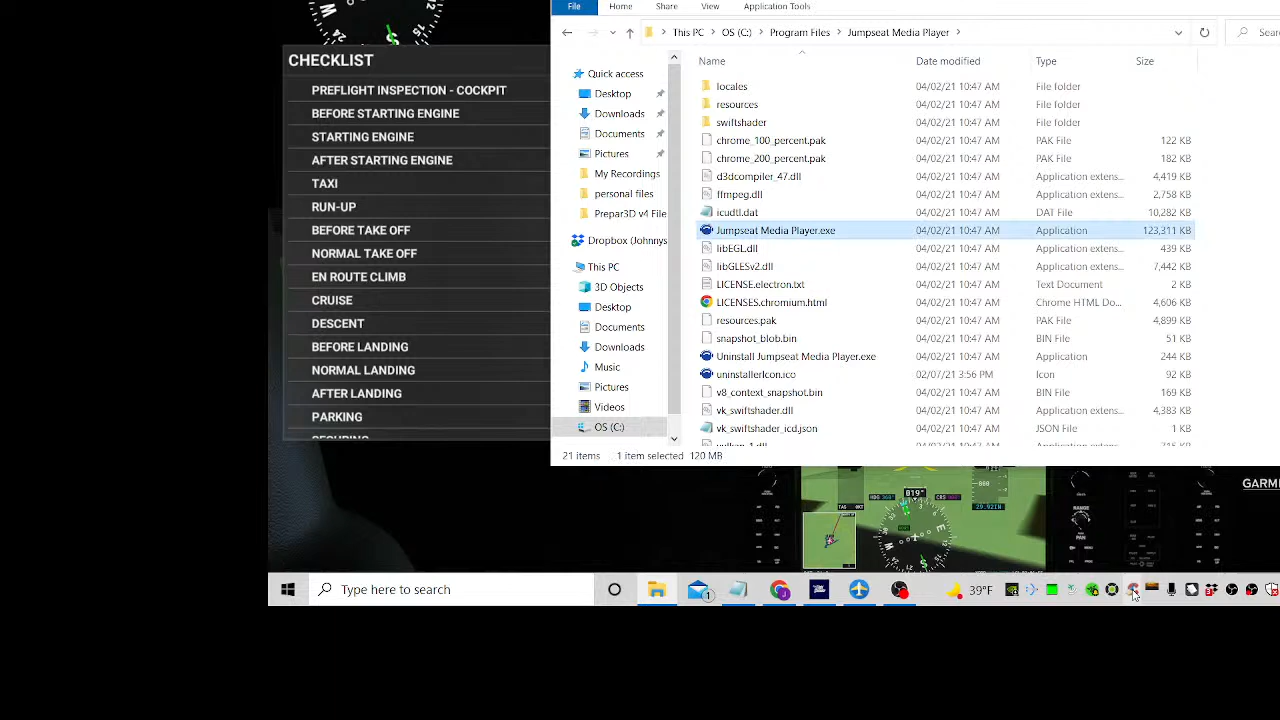 File Home Share View Application Tools
This PC OS (C:) Program Files Jumpseat Media Player
CHECKLIST
PREFLIGHT INSPECTION - COCKPIT
BEFORE STARTING ENGINE
STARTING ENGINE
AFTER STARTING ENGINE
TAXI
RUN-UP
BEFORE TAKE OFF
NORMAL TAKE OFF
EN ROUTE CLIMB
CRUISE
DESCENT
BEFORE LANDING
NORMAL LANDING
AFTER LANDING
PARKING
Quick access
Desktop
Downloads
Documents
Pictures
My Recordings
personal files
Prepar3D v4 File
Dropbox (Johnnys
This PC
3D Objects
Desktop
Documents
Downloads
Music
Pictures
Videos
OS (C:)
Name Date modified Type Size
locales 04/02/21 10:47 AM File folder
resources 04/02/21 10:47 AM File folder
swiftshader 04/02/21 10:47 AM File folder
chrome_100_percent.pak 04/02/21 10:47 AM PAK File 122 KB
chrome_200_percent.pak 04/02/21 10:47 AM PAK File 182 KB
d3dcompiler_47.dll 04/02/21 10:47 AM Application extens... 4,419 KB
ffmpeg.dll 04/02/21 10:47 AM Application extens... 2,758 KB
icudtl.dat 04/02/21 10:47 AM DAT File 10,282 KB
Jumpseat Media Player.exe 04/02/21 10:47 AM Application 123,311 KB
libEGL.dll 04/02/21 10:47 AM Application extens... 439 KB
libGLESv2.dll 04/02/21 10:47 AM Application extens... 7,442 KB
LICENSE.electron.txt 04/02/21 10:47 AM Text Document 2 KB
LICENSES.chromium.html 04/02/21 10:47 AM Chrome HTML Do... 4,606 KB
resources.pak 04/02/21 10:47 AM PAK File 4,899 KB
snapshot_blob.bin 04/02/21 10:47 AM BIN File 51 KB
Uninstall Jumpseat Media Player.exe 04/02/21 10:47 AM Application 244 KB
uninstallerIcon.ico 02/07/21 3:56 PM Icon 92 KB
v8_context_snapshot.bin 04/02/21 10:47 AM BIN File 169 KB
vk_swiftshader.dll 04/02/21 10:47 AM Application extens... 4,383 KB
vk_swiftshader_icd.json 04/02/21 10:47 AM JSON File 1 KB
21 items 1 item selected 120 MB
019°
29.92IN
RANGE
PAN
Type here to search
39°F